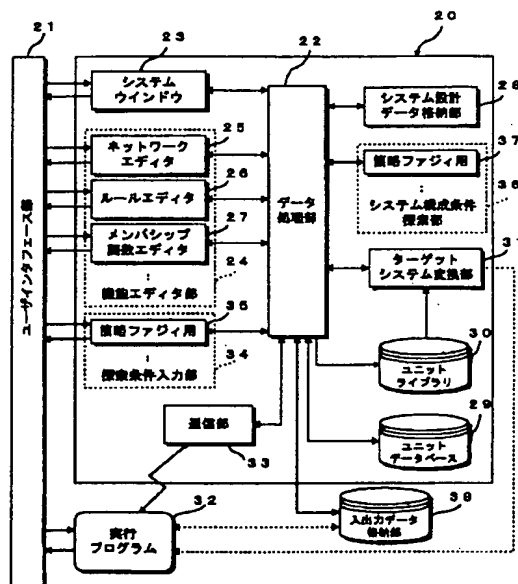 21
23
22
20
システム
ウインドウ
システム設計
データ格納部
28
25
ネットワーク
エディタ
37
簡略ファジィ用
26
ルールエディタ
データ
処理部
：
システム構成条件
探索部
36
27
メンバシップ
関数エディタ
ターゲット
システム変換部
31
：
機能エディタ部
24
ユーザインタフェース部
35
簡略ファジィ用
：
探索条件入力部
34
30
ユニット
ライブラリ
通信部
33
29
ユニット
データベース
32
実行
プログラム
38
入出力データ
格納部